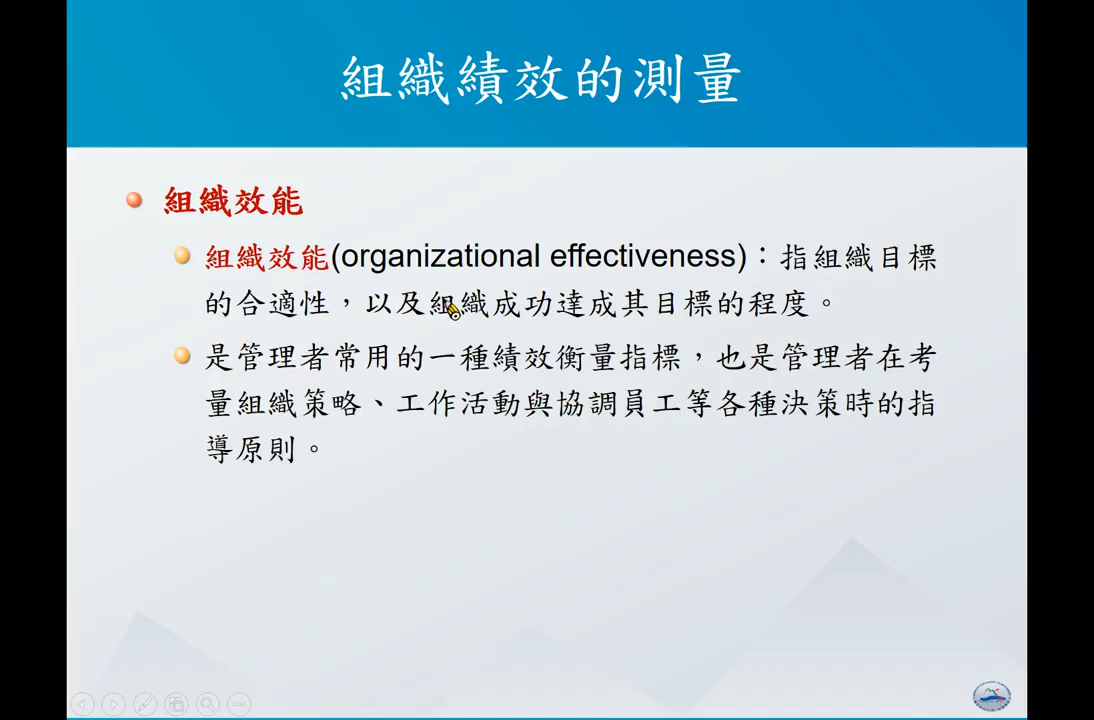 組織績效的測量
組織效能
組織效能(organizational effectiveness)：指組織目標
的合適性，以及組織成功達成其目標的程度。
是管理者常用的一種績效衡量指標，也是管理者在考
量組織策略、工作活動與協調員工等各種決策時的指
導原則。